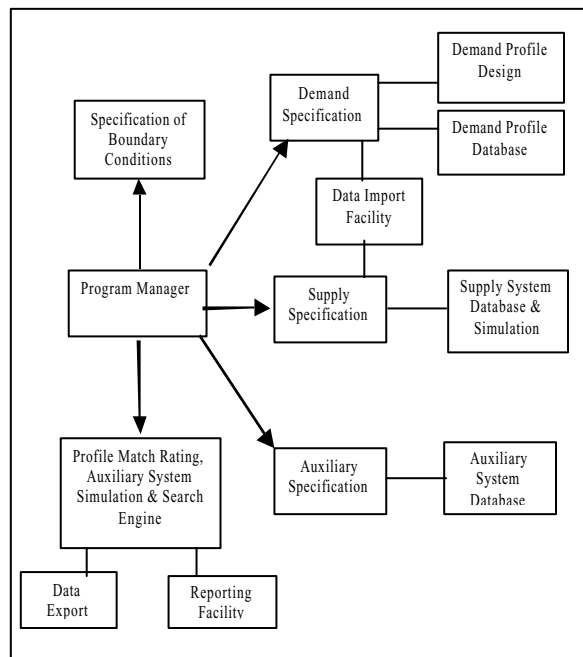 Demand Profile
Design
Demand
Specification
Specification of
Boundary
Conditions
Demand Profile
Database
Data Import
Facility
Program Manager
Supply
Specification
Supply System
Database &
Simulation
Profile Match Rating,
Auxiliary System
Simulation & Search
Engine
Auxiliary
Specification
Auxiliary
System
Database
Data
Export
Reporting
Facility